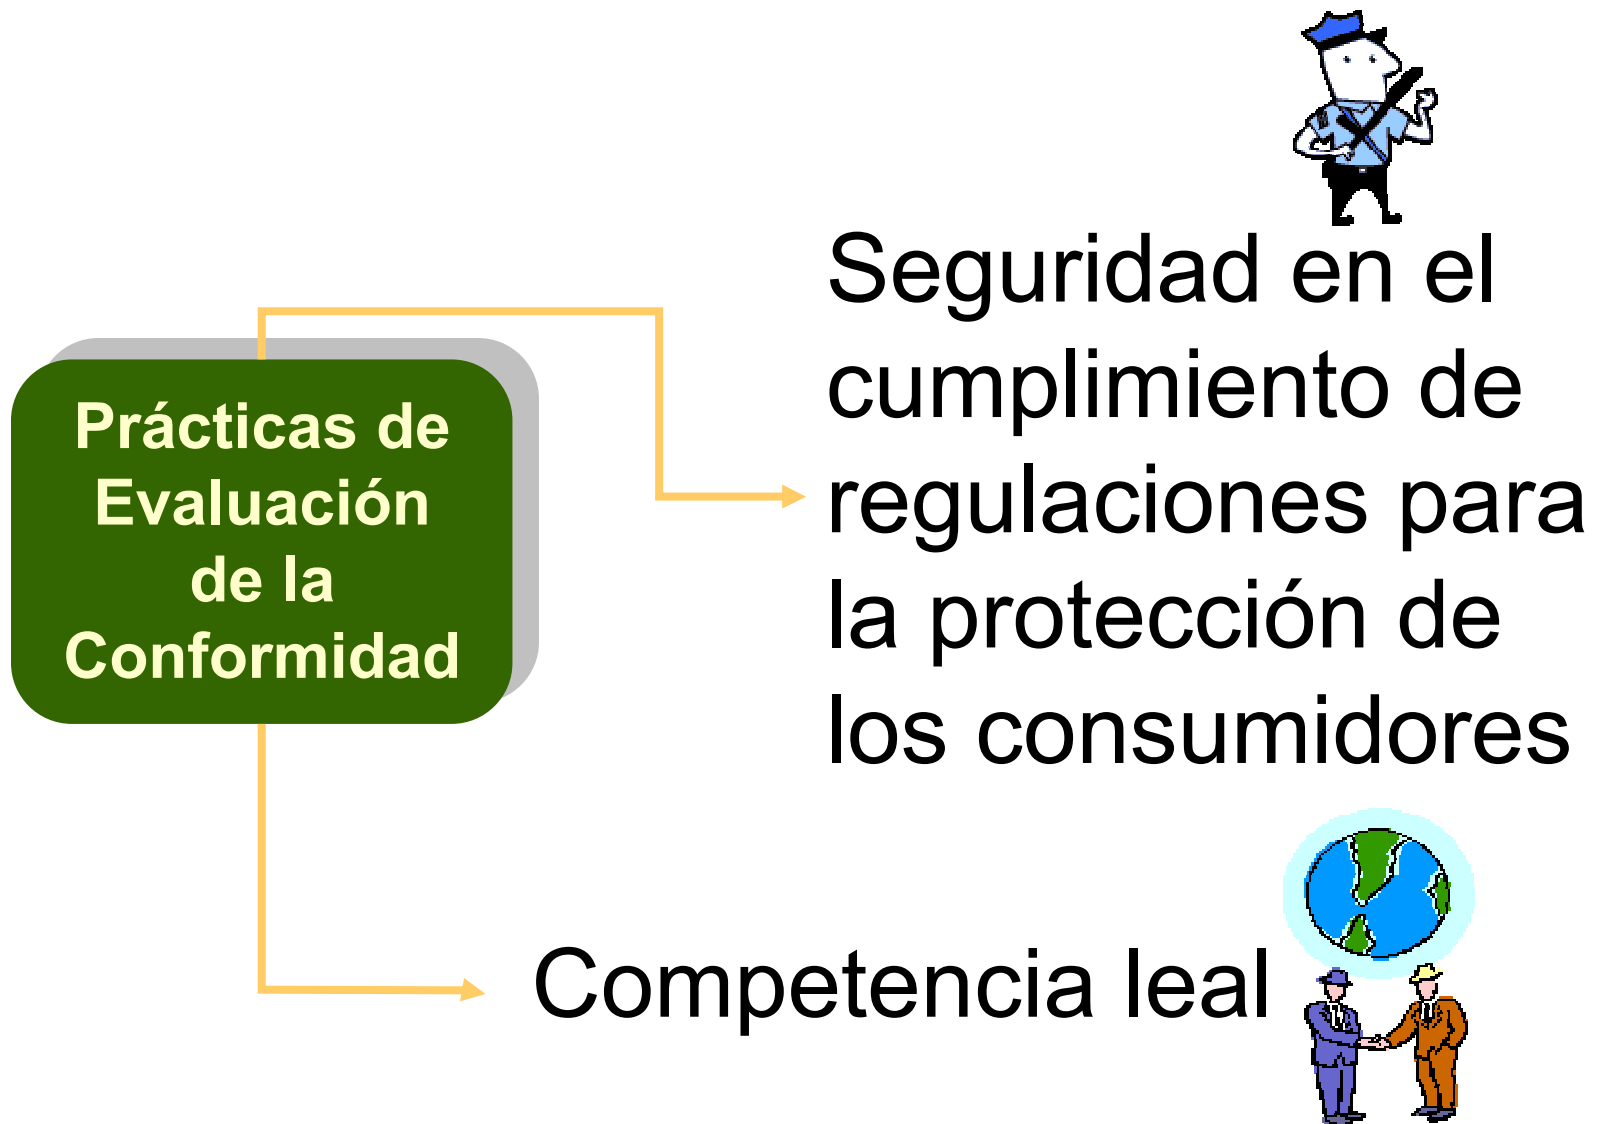 Prácticas de
Evaluación
de la
Conformidad
Seguridad en el
cumplimiento de
regulaciones para
la protección de
los consumidores
Competencia leal